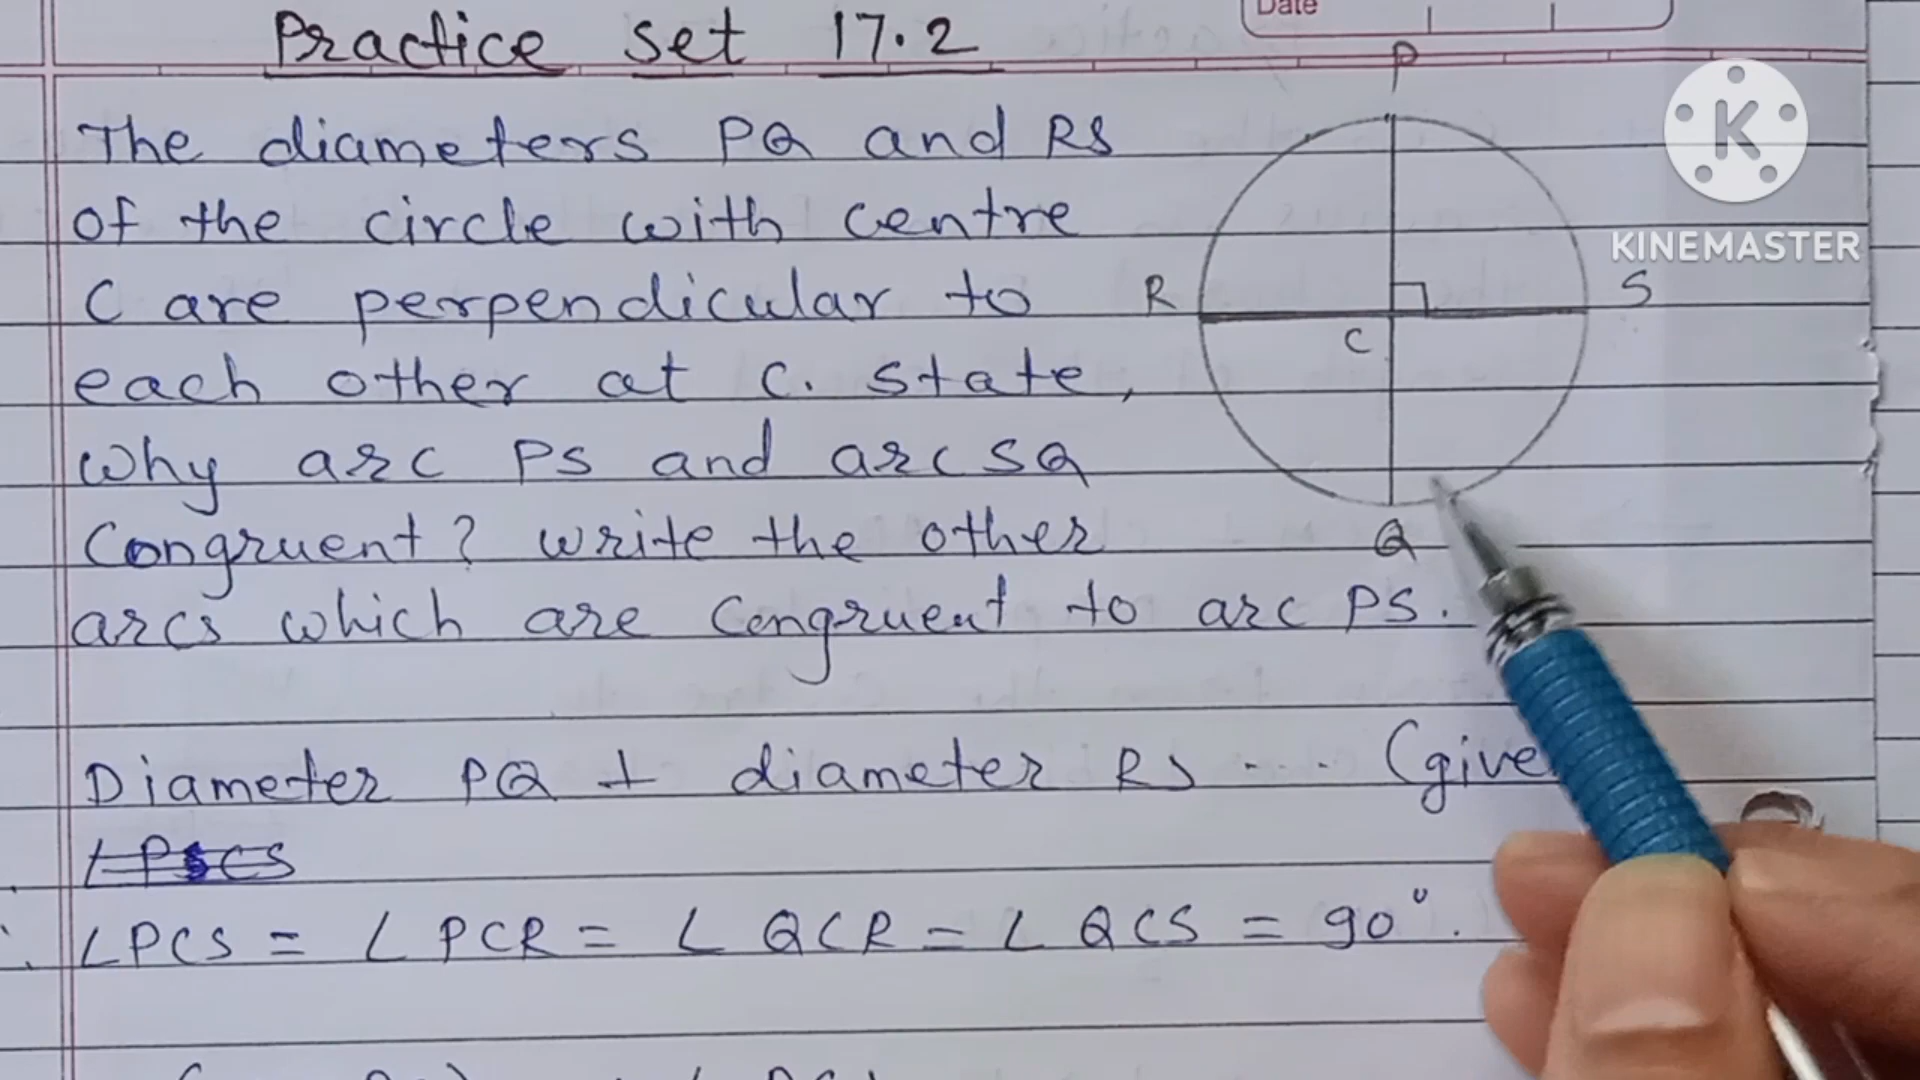 Date
Practice set 17.2
The diameters PQ and RS
of the circle with centre
C are perpendicular to
each other at C. state,
why arc PS and arc SQ
Congruent? write the other
arcs which are congruent to arc PS.
P
R
S
C
Q
K
KINEMASTER
Diameter PQ ⊥ diameter RS ... (give
∠PCS = ∠PCR = ∠QCR = ∠QCS = 90°.